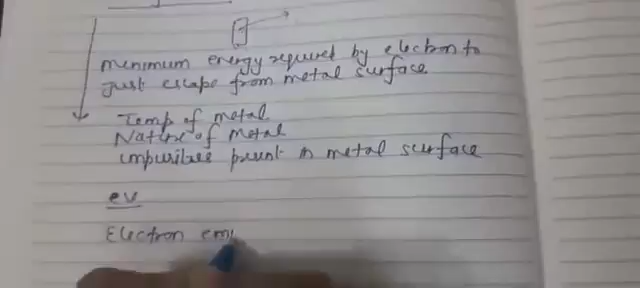 minimum energy required by electron to
just escape from metal surface
Temp of metal
Nature of metal
impurities present in metal surface
ev
Electron emi